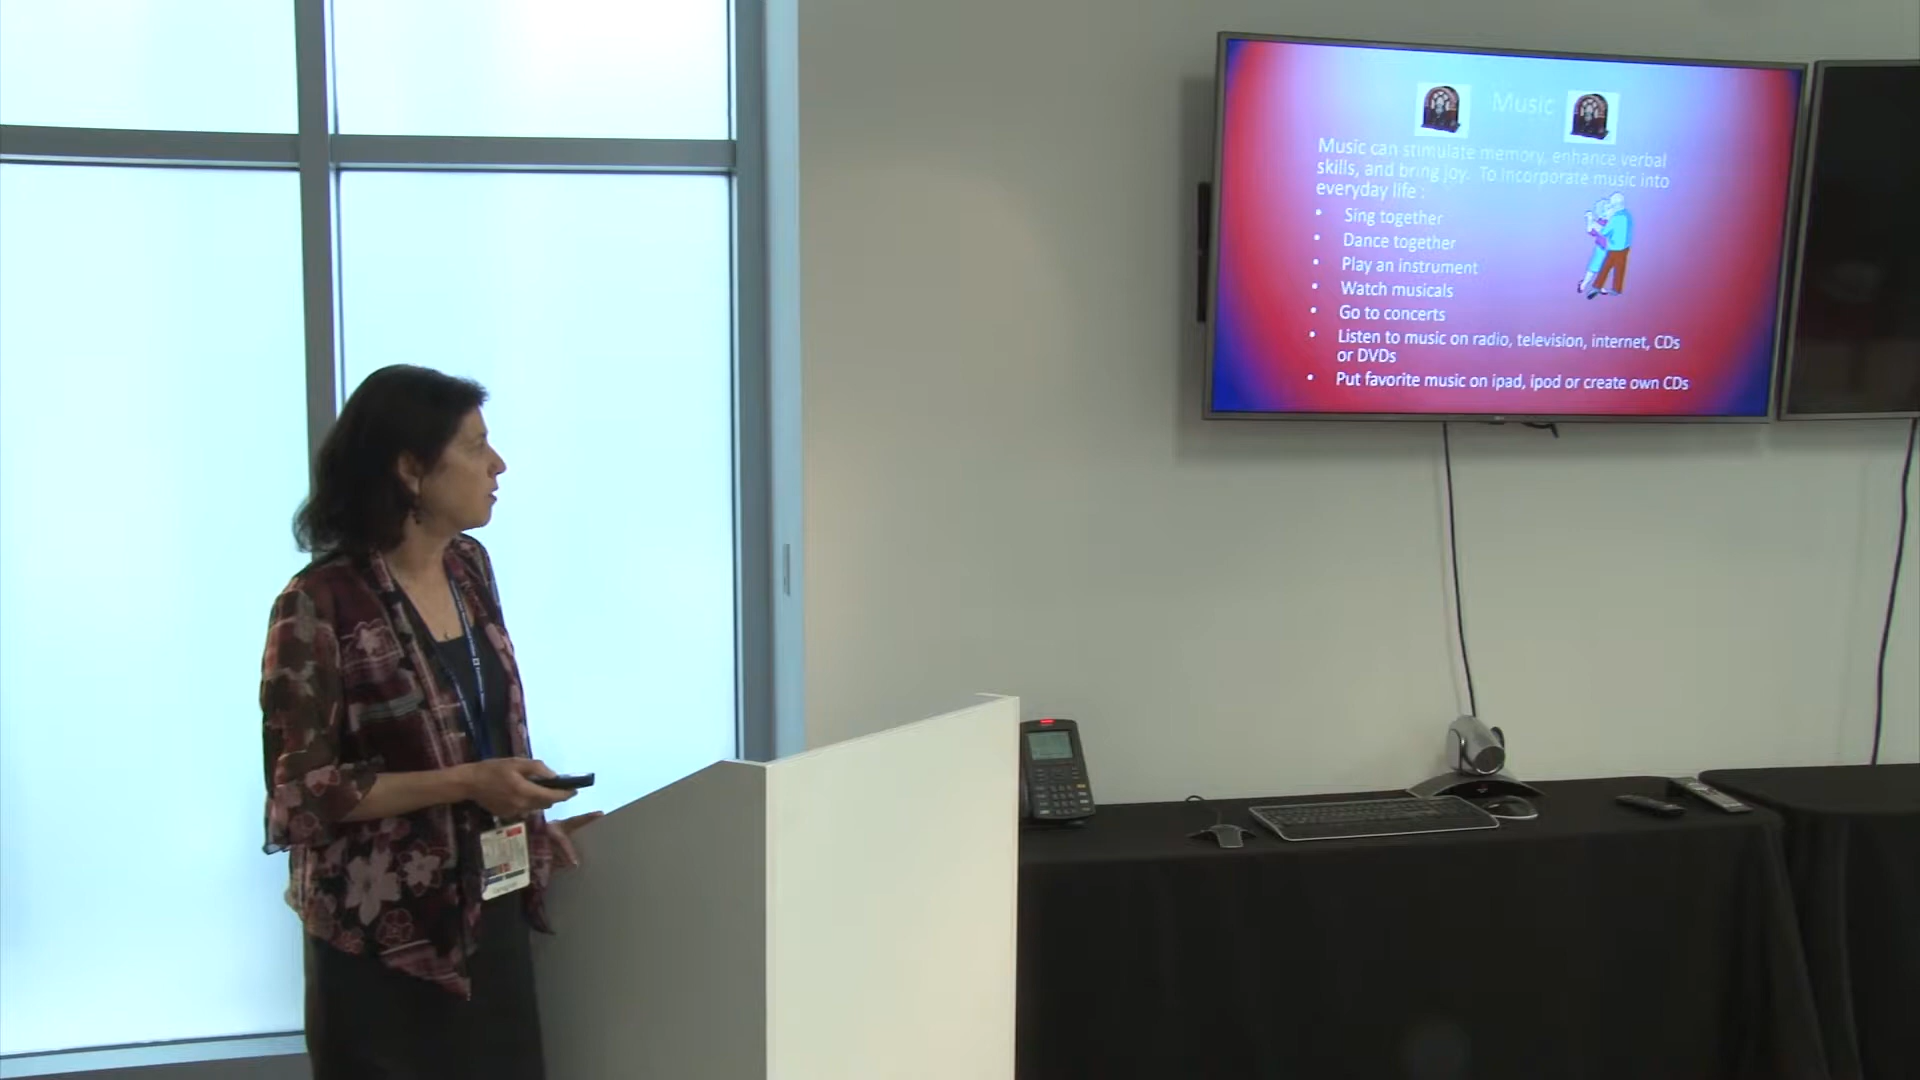 Music
Music can stimulate memory, enhance verbal
skills, and bring joy. To incorporate music into
everyday life :
• Sing together
• Dance together
• Play an instrument
• Watch musicals
• Go to concerts
• Listen to music on radio, television, internet, CDs
or DVDs
• Put favorite music on ipad, ipod or create own CDs